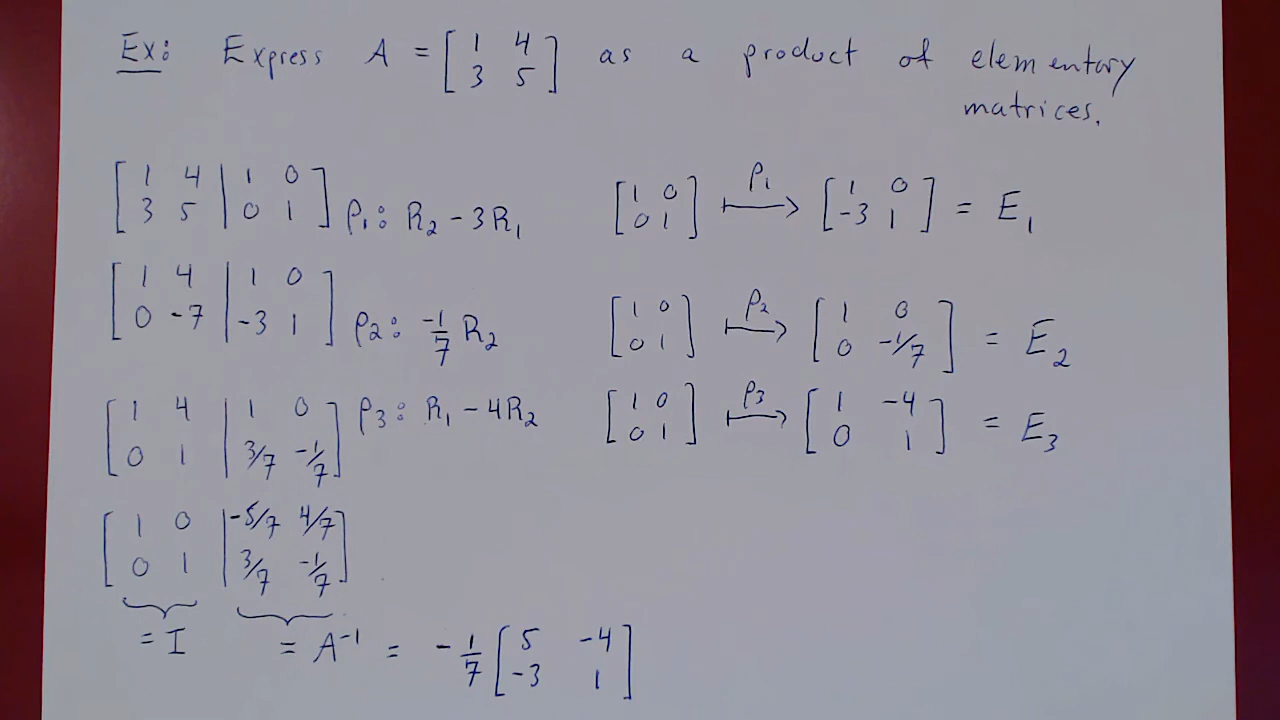 Ex: Express A = [ 1 4 ; 3 5 ] as a product of elementary
matrices.
[ 1 4 | 1 0 ; 3 5 | 0 1 ] ρ₁: R₂ - 3R₁ [ 1 0 ; 0 1 ] ρ₁⟼ [ 1 0 ; -3 1 ] = E₁
[ 1 4 | 1 0 ; 0 -7 | -3 1 ] ρ₂: -1/7 R₂ [ 1 0 ; 0 1 ] ρ₂⟼ [ 1 0 ; 0 -1/7 ] = E₂
[ 1 4 | 1 0 ; 0 1 | 3/7 -1/7 ] ρ₃: R₁ - 4R₂ [ 1 0 ; 0 1 ] ρ₃⟼ [ 1 -4 ; 0 1 ] = E₃
[ 1 0 | -5/7 4/7 ; 0 1 | 3/7 -1/7 ]
= I = A⁻¹ = -1/7 [ 5 -4 ; -3 1 ]